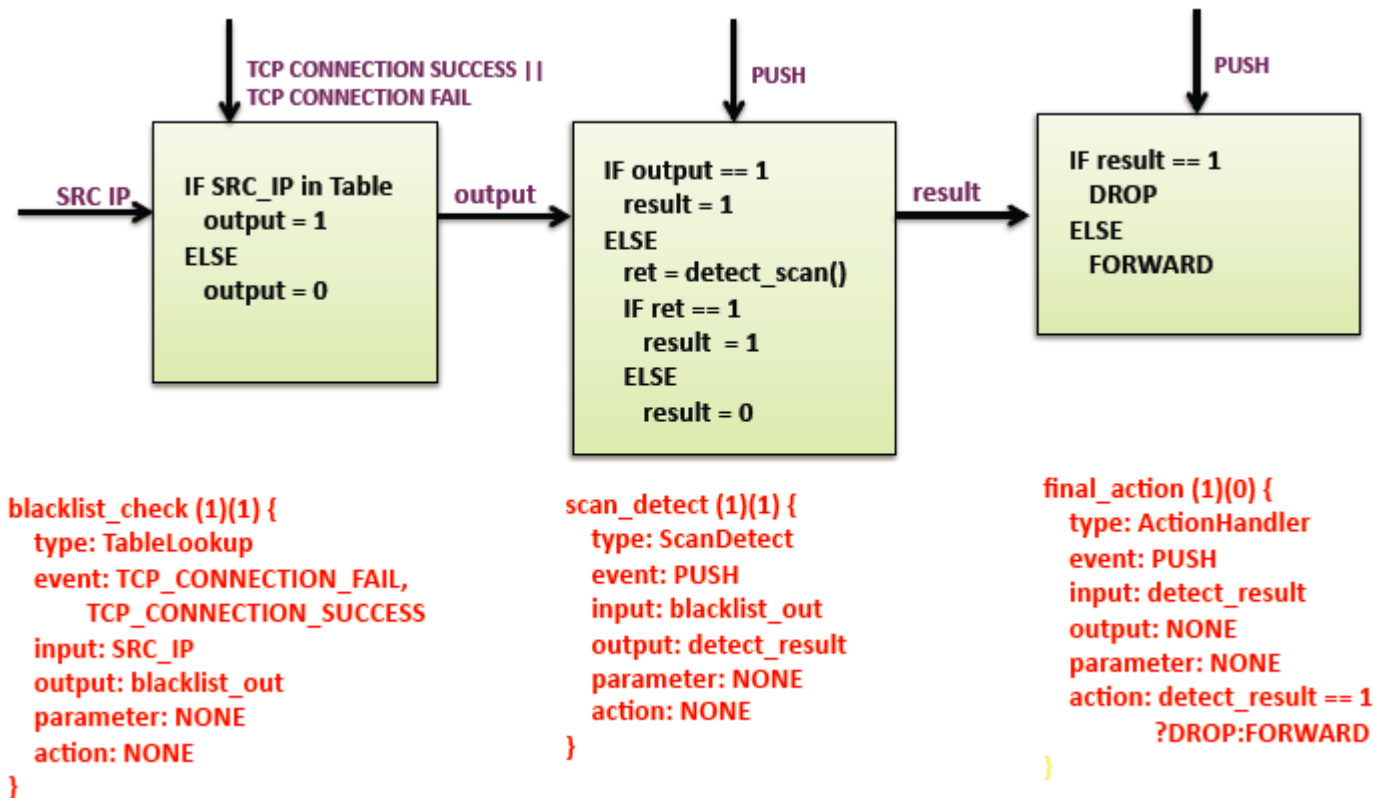 TCP CONNECTION SUCCESS ||
TCP CONNECTION FAIL
SRC IP
IF SRC_IP in Table
output = 1
ELSE
output = 0
output
PUSH
IF output == 1
result = 1
ELSE
ret = detect_scan()
IF ret == 1
result = 1
ELSE
result = 0
result
PUSH
IF result == 1
DROP
ELSE
FORWARD
blacklist_check (1)(1) {
type: TableLookup
event: TCP_CONNECTION_FAIL,
TCP_CONNECTION_SUCCESS
input: SRC_IP
output: blacklist_out
parameter: NONE
action: NONE
}
scan_detect (1)(1) {
type: ScanDetect
event: PUSH
input: blacklist_out
output: detect_result
parameter: NONE
action: NONE
}
final_action (1)(0) {
type: ActionHandler
event: PUSH
input: detect_result
output: NONE
parameter: NONE
action: detect_result == 1
?DROP:FORWARD
}